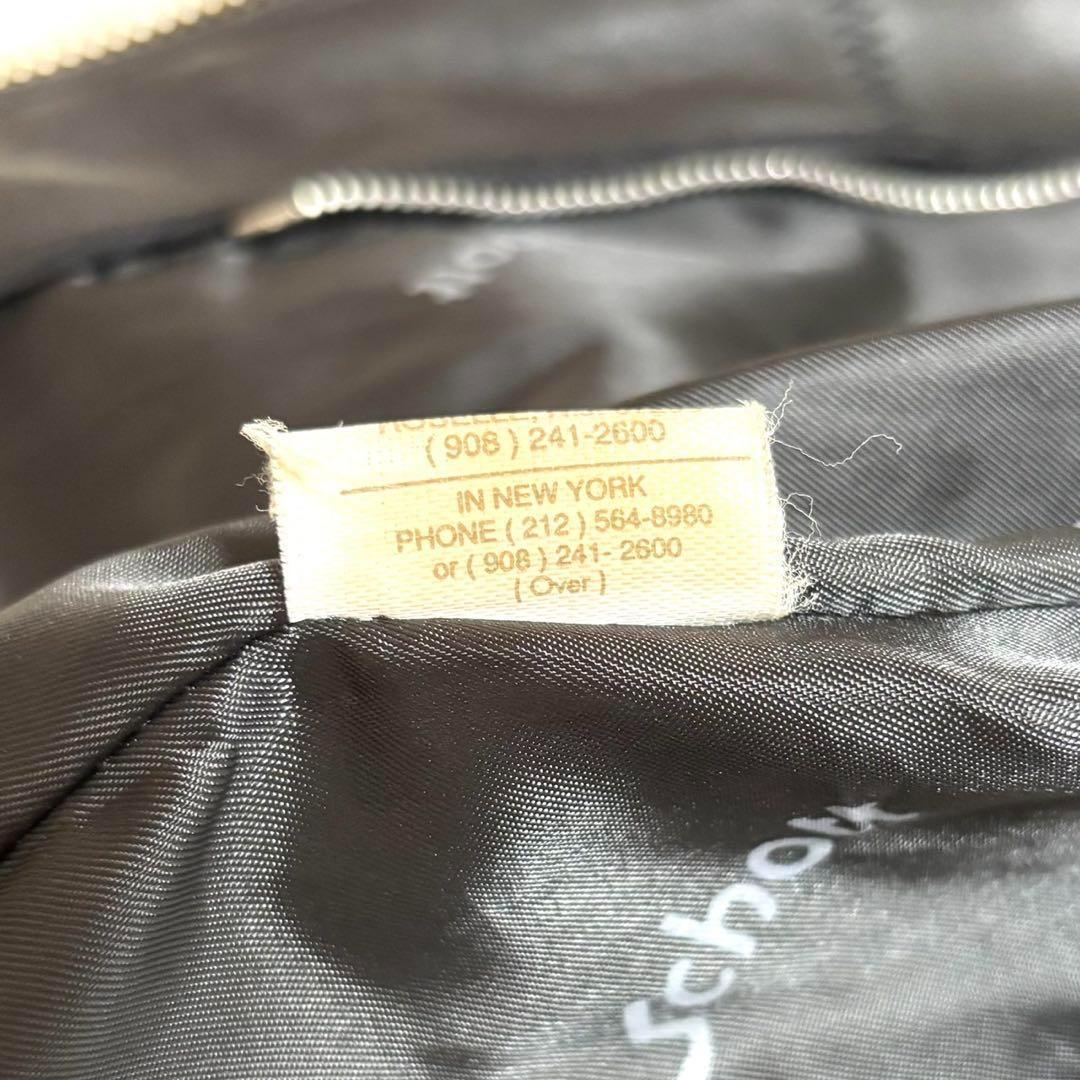 ( 908 ) 241-2600
IN NEW YORK
PHONE ( 212 ) 564-8980
or ( 908 ) 241- 2600
( Over )
Schott